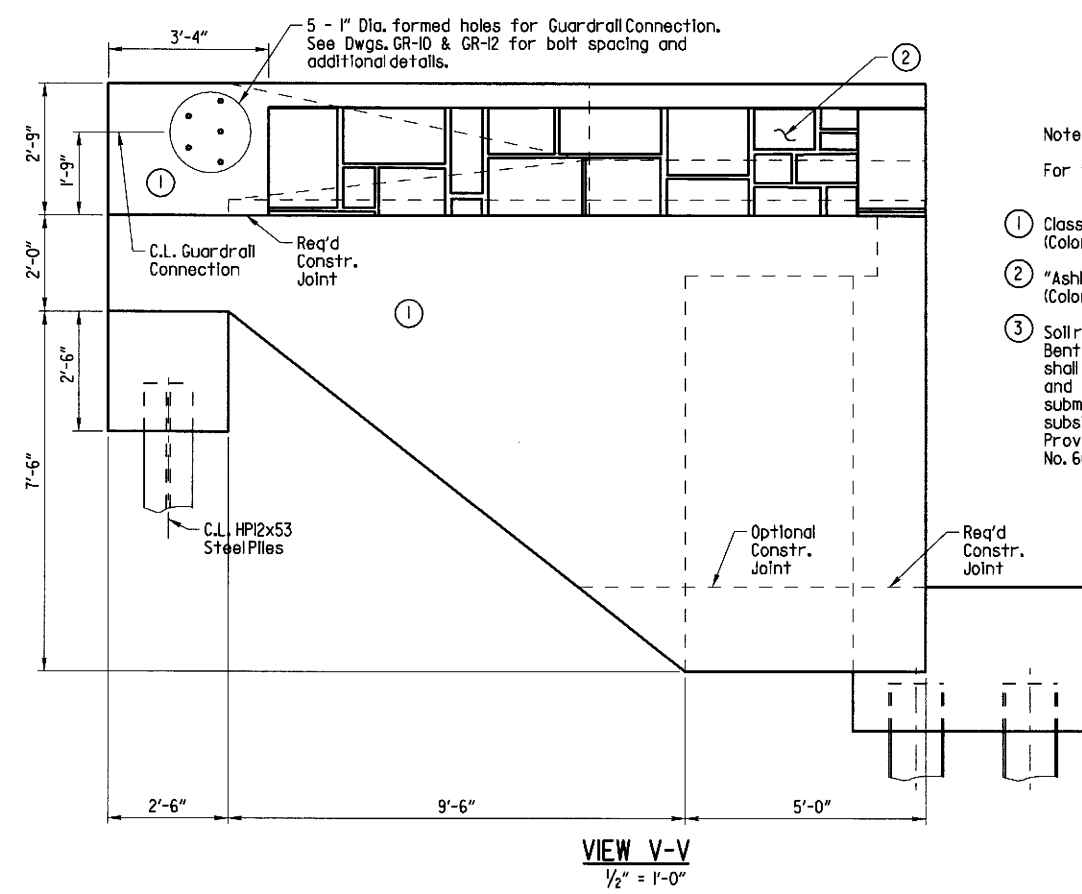 5 - 1" Dia. formed holes for Guardrail Connection.
See Dwgs. GR-10 & GR-12 for bolt spacing and
additional details.
3'-4"
2
2'-9"
1'-9"
1
C.L. Guardrail
Connection
Req'd
Constr.
Joint
2'-0"
1
2'-6"
7'-6"
C.L. HP12x53
Steel Piles
Optional
Constr.
Joint
Req'd
Constr.
Joint
2'-6"
9'-6"
5'-0"
VIEW V-V
1/2" = 1'-0"
Note
For
1 Class
(Color
2 "Ashl
(Color
3 Soil r
Bent
shall
and
subm
subs
Prov
No. 6